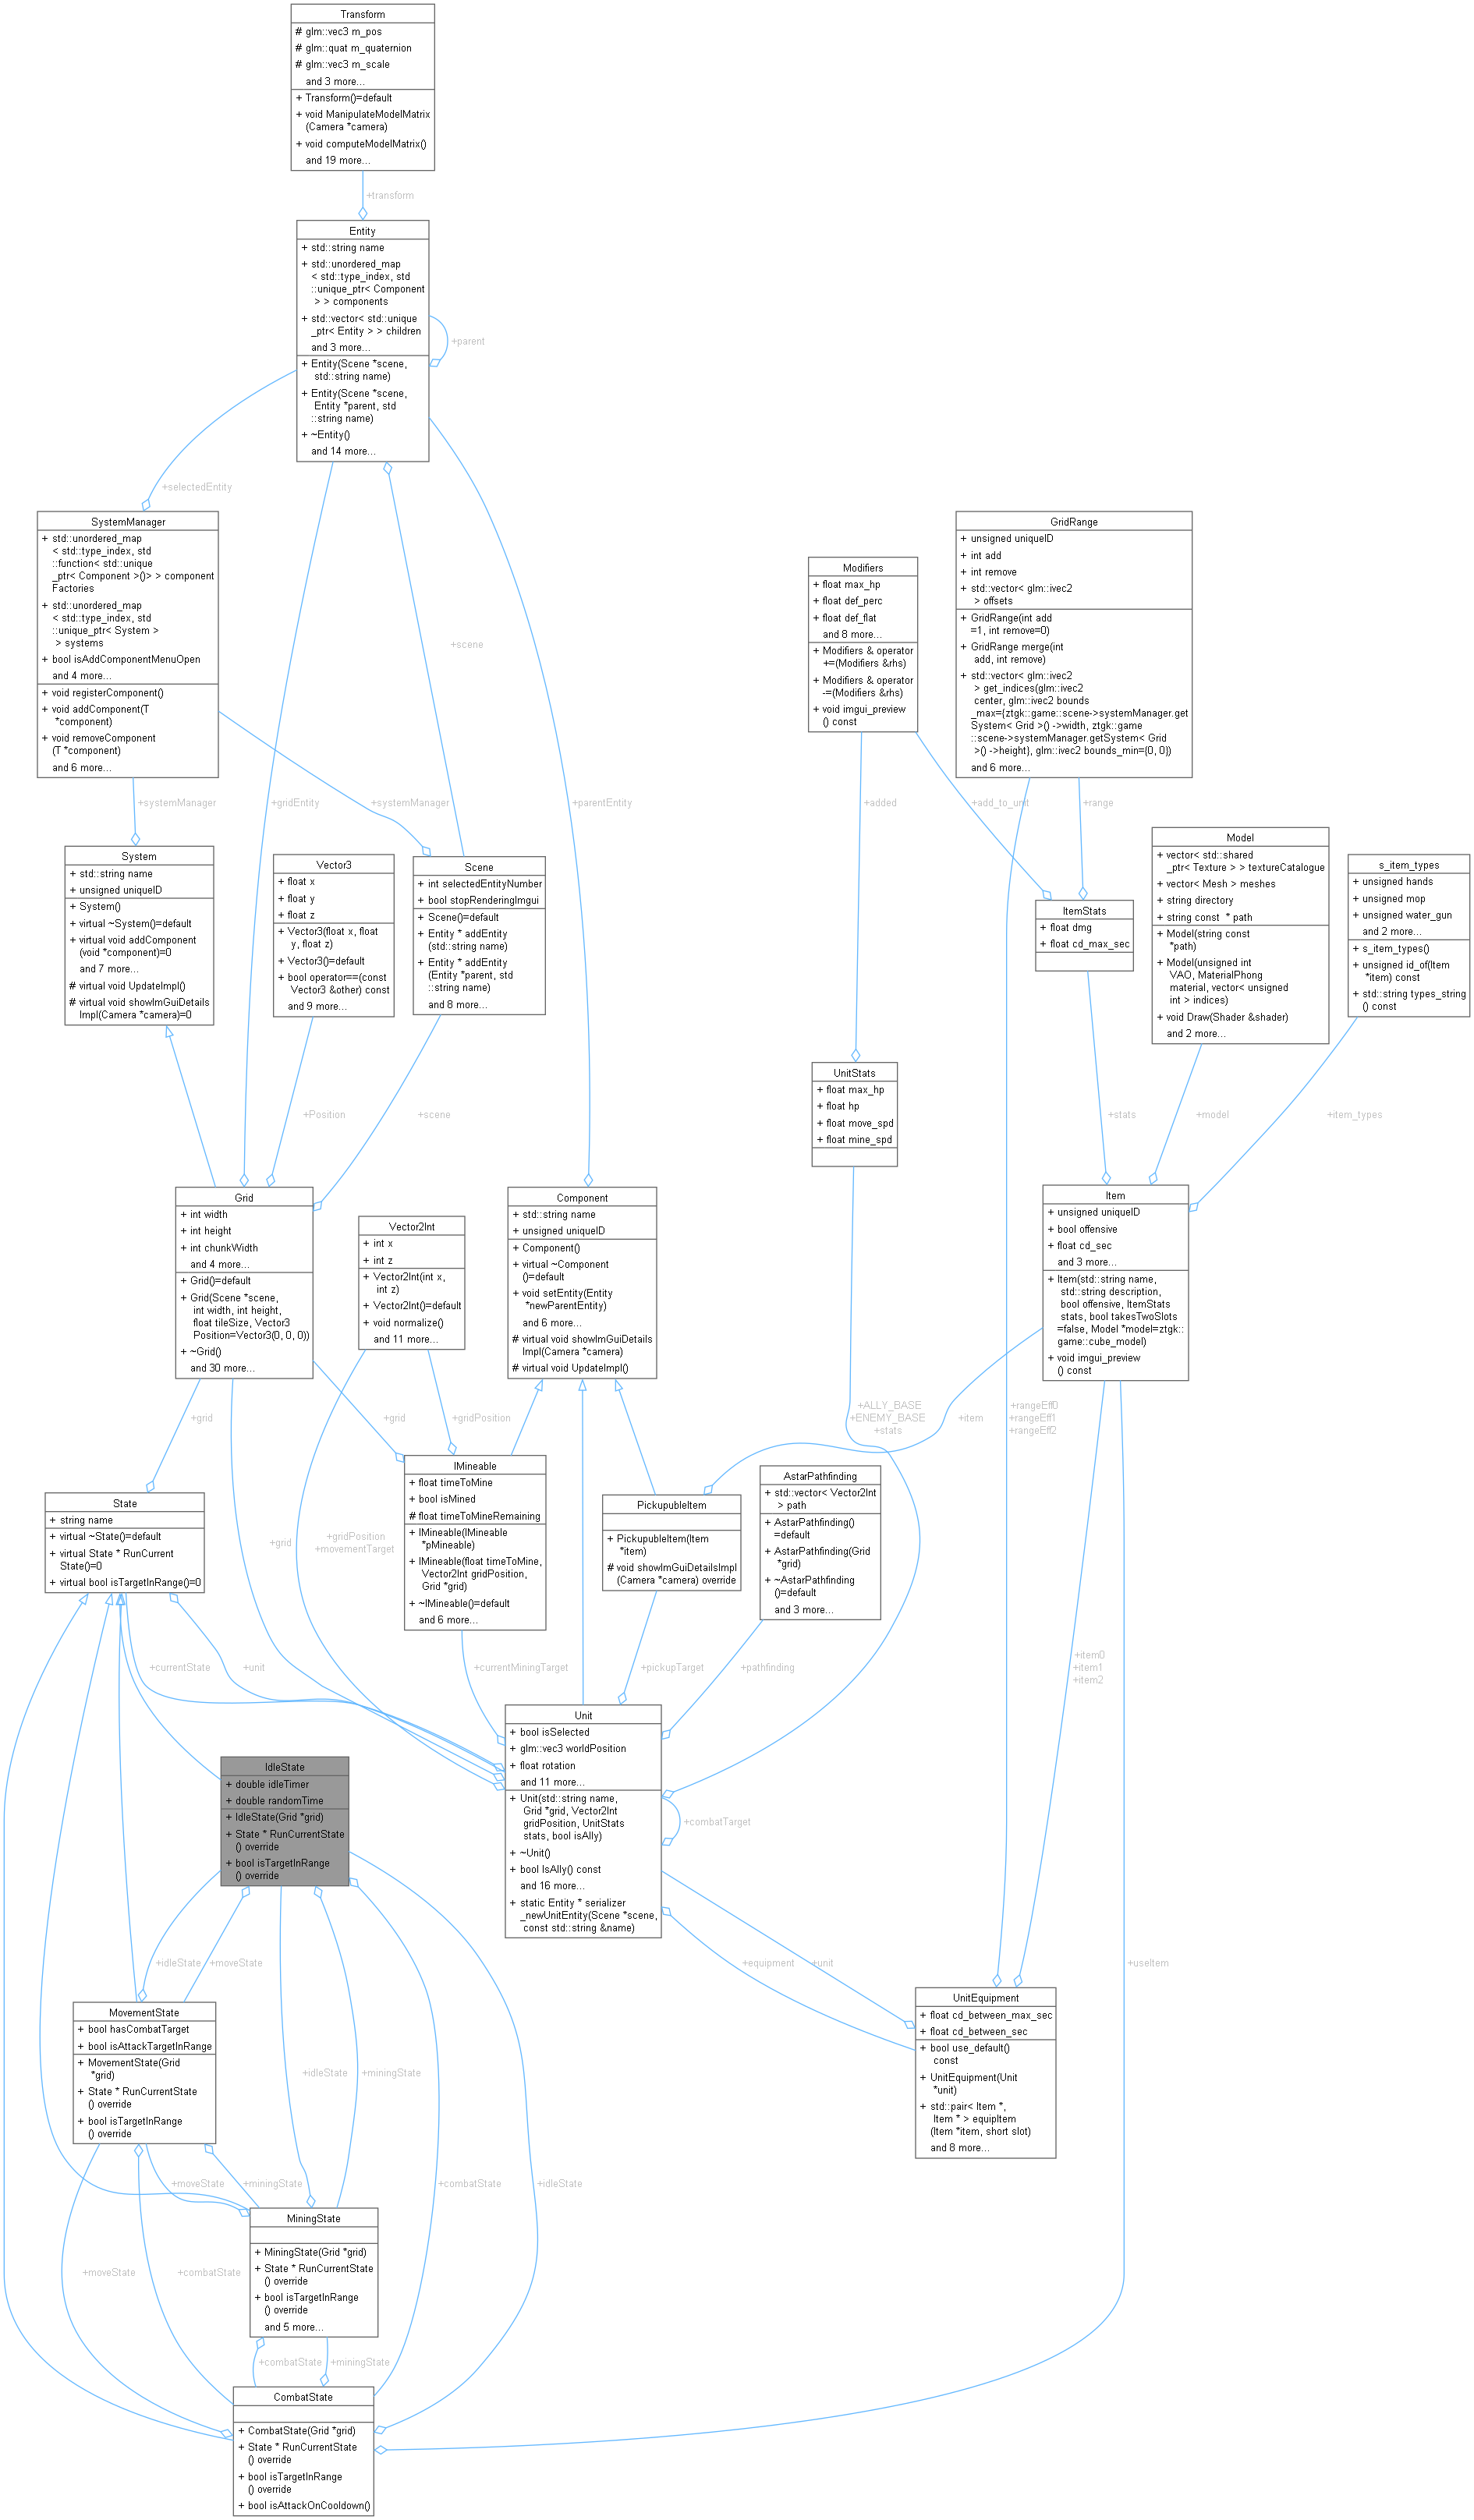 Transform
# glm::vec3 m_pos
# glm::quat m_quaternion
# glm::vec3 m_scale
and 3 more...
+ Transform()=default
+ void ManipulateModelMatrix
(Camera *camera)
+ void computeModelMatrix()
and 19 more...
+transform
Entity
+ std::string name
+ std::unordered_map
< std::type_index, std
::unique_ptr< Component
> > components
+ std::vector< std::unique
_ptr< Entity > > children
and 3 more...
+ Entity(Scene *scene,
std::string name)
+ Entity(Scene *scene,
Entity *parent, std
::string name)
+ ~Entity()
and 14 more...
+parent
+selectedEntity
+scene
+gridEntity
+parentEntity
SystemManager
+ std::unordered_map
< std::type_index, std
::function< std::unique
_ptr< Component >()> > component
Factories
+ std::unordered_map
< std::type_index, std
::unique_ptr< System >
> systems
+ bool isAddComponentMenuOpen
and 4 more...
+ void registerComponent()
+ void addComponent(T
*component)
+ void removeComponent
(T *component)
and 6 more...
+systemManager
+systemManager
Modifiers
+ float max_hp
+ float def_perc
+ float def_flat
and 8 more...
+ Modifiers & operator
+=(Modifiers &rhs)
+ Modifiers & operator
-=(Modifiers &rhs)
+ void imgui_preview
() const
+added
+add_to_unit
GridRange
+ unsigned uniqueID
+ int add
+ int remove
+ std::vector< glm::ivec2
> offsets
+ GridRange(int add
=1, int remove=0)
+ GridRange merge(int
add, int remove)
+ std::vector< glm::ivec2
> get_indices(glm::ivec2
center, glm::ivec2 bounds
_max={ztgk::game::scene->systemManager.get
System< Grid >() ->width, ztgk::game
::scene->systemManager.getSystem< Grid
>() ->height}, glm::ivec2 bounds_min={0, 0})
and 6 more...
+range
System
+ std::string name
+ unsigned uniqueID
+ System()
+ virtual ~System()=default
+ virtual void addComponent
(void *component)=0
and 7 more...
# virtual void UpdateImpl()
# virtual void showImGuiDetails
Impl(Camera *camera)=0
Vector3
+ float x
+ float y
+ float z
+ Vector3(float x, float
y, float z)
+ Vector3()=default
+ bool operator==(const
Vector3 &other) const
and 9 more...
+Position
Scene
+ int selectedEntityNumber
+ bool stopRenderingImgui
+ Scene()=default
+ Entity * addEntity
(std::string name)
+ Entity * addEntity
(Entity *parent, std
::string name)
and 8 more...
+scene
ItemStats
+ float dmg
+ float cd_max_sec
+stats
Model
+ vector< std::shared
_ptr< Texture > > textureCatalogue
+ vector< Mesh > meshes
+ string directory
+ string const * path
+ Model(string const
*path)
+ Model(unsigned int
VAO, MaterialPhong
material, vector< unsigned
int > indices)
+ void Draw(Shader &shader)
and 2 more...
+model
s_item_types
+ unsigned hands
+ unsigned mop
+ unsigned water_gun
and 2 more...
+ s_item_types()
+ unsigned id_of(Item
*item) const
+ std::string types_string
() const
+item_types
UnitStats
+ float max_hp
+ float hp
+ float move_spd
+ float mine_spd
+ALLY_BASE
+ENEMY_BASE
+stats
Grid
+ int width
+ int height
+ int chunkWidth
and 4 more...
+ Grid()=default
+ Grid(Scene *scene,
int width, int height,
float tileSize, Vector3
Position=Vector3(0, 0, 0))
+ ~Grid()
and 30 more...
+grid
+grid
+grid
Vector2Int
+ int x
+ int z
+ Vector2Int(int x,
int z)
+ Vector2Int()=default
+ void normalize()
and 11 more...
+gridPosition
+gridPosition
+movementTarget
Component
+ std::string name
+ unsigned uniqueID
+ Component()
+ virtual ~Component
()=default
+ void setEntity(Entity
*newParentEntity)
and 6 more...
# virtual void showImGuiDetails
Impl(Camera *camera)
# virtual void UpdateImpl()
Item
+ unsigned uniqueID
+ bool offensive
+ float cd_sec
and 3 more...
+ Item(std::string name,
std::string description,
bool offensive, ItemStats
stats, bool takesTwoSlots
=false, Model *model=ztgk::
game::cube_model)
+ void imgui_preview
() const
+item
+rangeEff0
+rangeEff1
+rangeEff2
State
+ string name
+ virtual ~State()=default
+ virtual State * RunCurrent
State()=0
+ virtual bool isTargetInRange()=0
IMineable
+ float timeToMine
+ bool isMined
# float timeToMineRemaining
+ IMineable(IMineable
*pMineable)
+ IMineable(float timeToMine,
Vector2Int gridPosition,
Grid *grid)
+ ~IMineable()=default
and 6 more...
PickupubleItem
+ PickupubleItem(Item
*item)
# void showImGuiDetailsImpl
(Camera *camera) override
AstarPathfinding
+ std::vector< Vector2Int
> path
+ AstarPathfinding()
=default
+ AstarPathfinding(Grid
*grid)
+ ~AstarPathfinding
()=default
and 3 more...
+currentState
+unit
+currentMiningTarget
+pickupTarget
+pathfinding
+item0
+item1
+item2
Unit
+ bool isSelected
+ glm::vec3 worldPosition
+ float rotation
and 11 more...
+ Unit(std::string name,
Grid *grid, Vector2Int
gridPosition, UnitStats
stats, bool isAlly)
+ ~Unit()
+ bool IsAlly() const
and 16 more...
+ static Entity * serializer
_newUnitEntity(Scene *scene,
const std::string &name)
+combatTarget
IdleState
+ double idleTimer
+ double randomTime
+ IdleState(Grid *grid)
+ State * RunCurrentState
() override
+ bool isTargetInRange
() override
+idleState
+moveState
+equipment
+unit
+useItem
UnitEquipment
+ float cd_between_max_sec
+ float cd_between_sec
+ bool use_default()
const
+ UnitEquipment(Unit
*unit)
+ std::pair< Item *,
Item * > equipItem
(Item *item, short slot)
and 8 more...
MovementState
+ bool hasCombatTarget
+ bool isAttackTargetInRange
+ MovementState(Grid
*grid)
+ State * RunCurrentState
() override
+ bool isTargetInRange
() override
+idleState
+miningState
+moveState
+miningState
+combatState
+idleState
MiningState
+ MiningState(Grid *grid)
+ State * RunCurrentState
() override
+ bool isTargetInRange
() override
and 5 more...
+moveState
+combatState
+combatState
+miningState
CombatState
+ CombatState(Grid *grid)
+ State * RunCurrentState
() override
+ bool isTargetInRange
() override
+ bool isAttackOnCooldown()